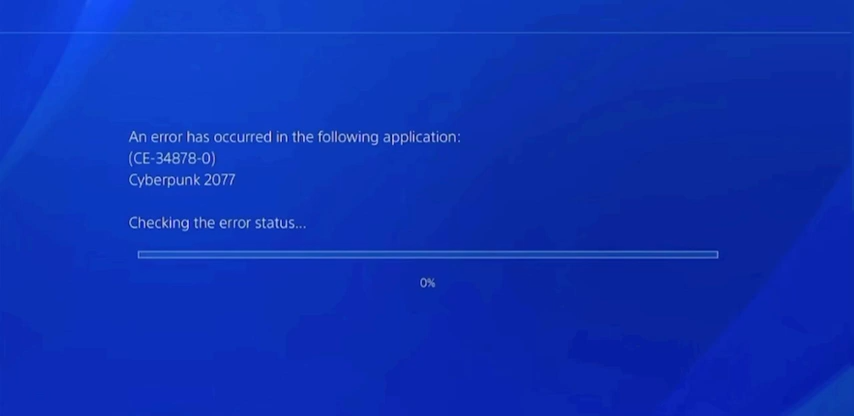 An error has occurred in the following application:
(CE-34878-0)
Cyberpunk 2077
Checking the error status...
0%